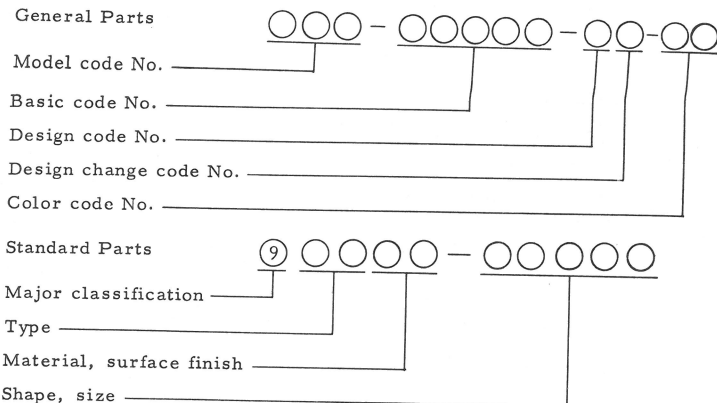 General Parts
Model code No.
Basic code No.
Design code No.
Design change code No.
Color code No.
Standard Parts 9
Major classification
Type
Material, surface finish
Shape, size